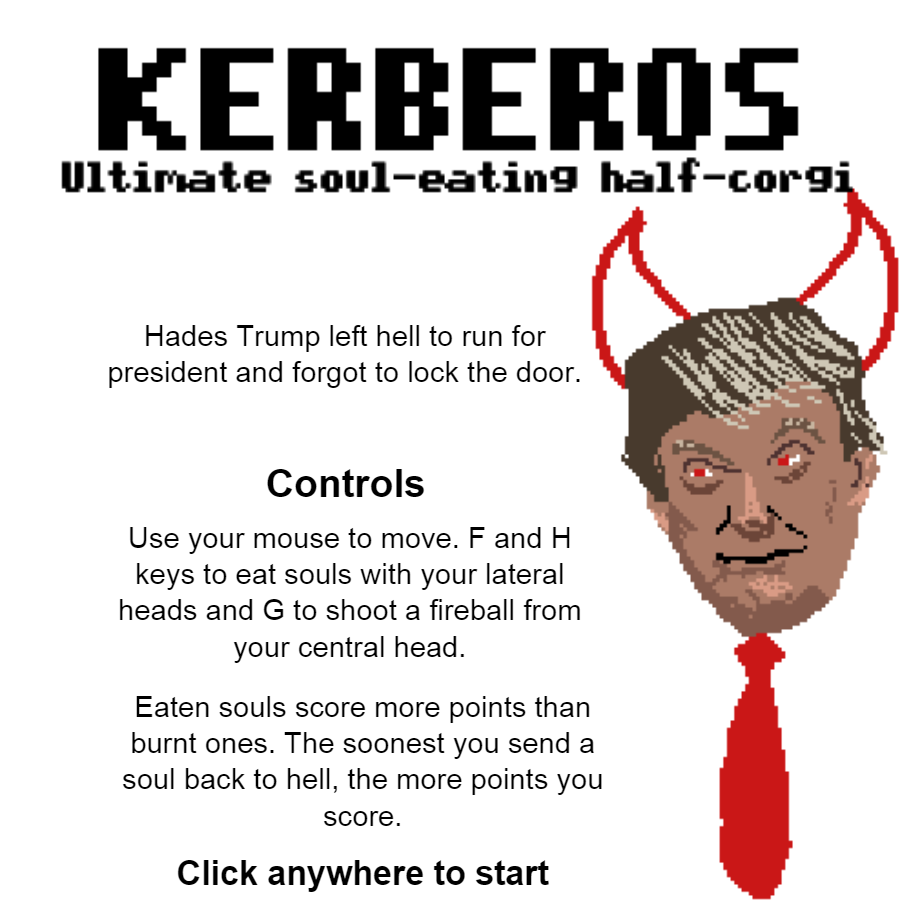 KERBEROS
Ultimate soul-eating half-corgi
Hades Trump left hell to run for
president and forgot to lock the door.
Controls
Use your mouse to move. F and H
keys to eat souls with your lateral
heads and G to shoot a fireball from
your central head.
Eaten souls score more points than
burnt ones. The soonest you send a
soul back to hell, the more points you
score.
Click anywhere to start